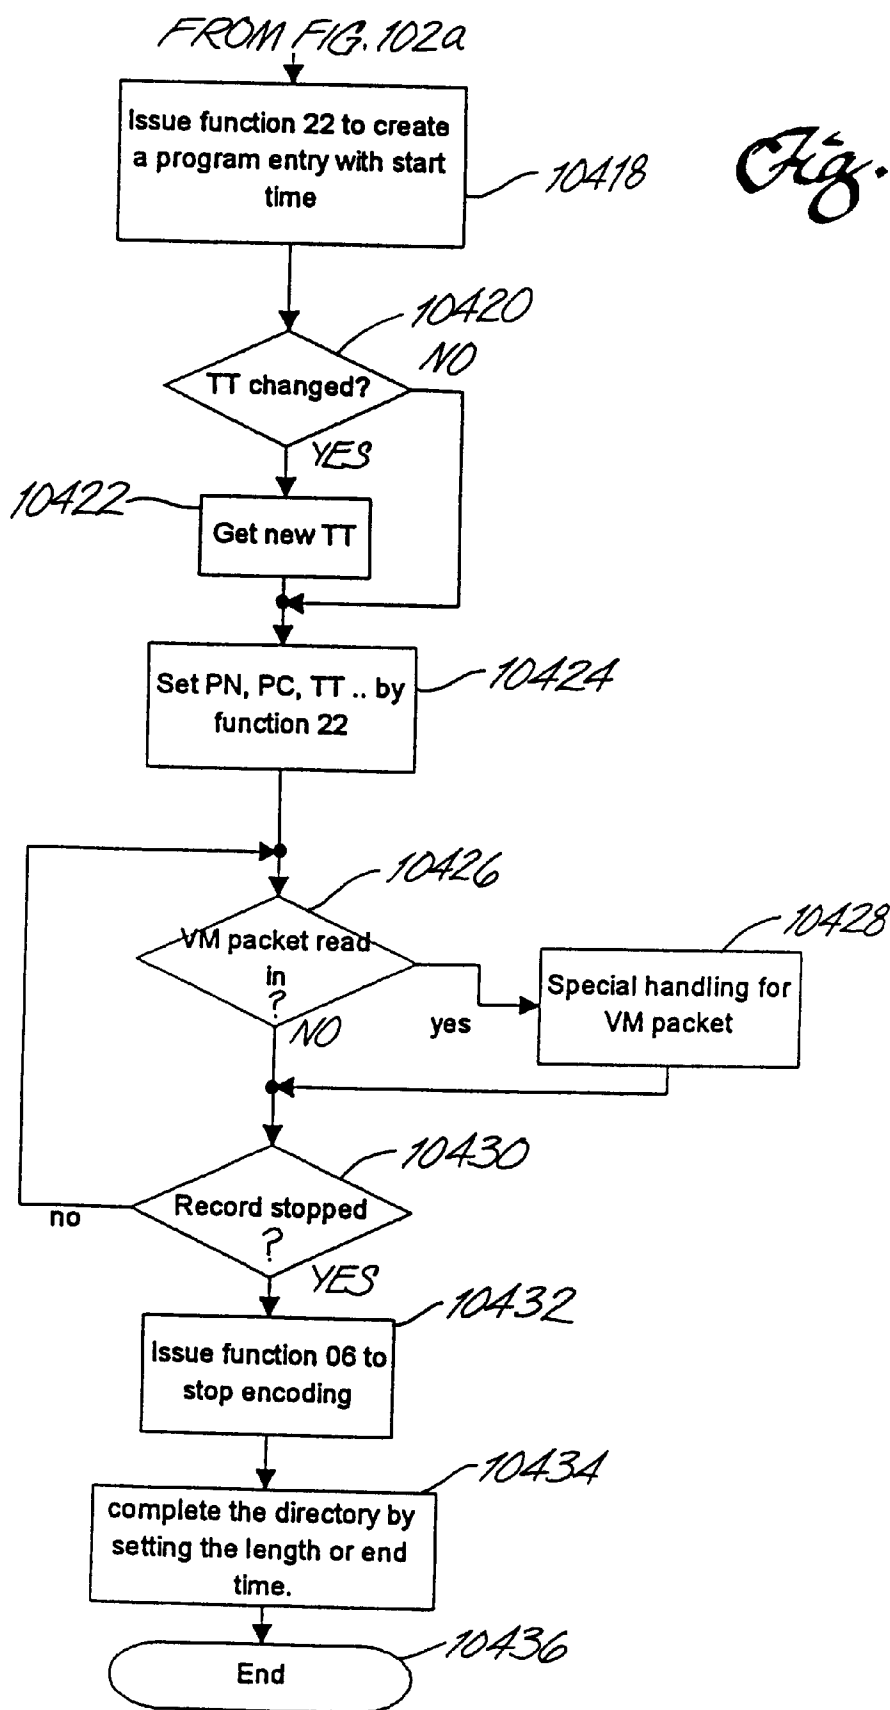 FROM FIG. 102a
Issue function 22 to create
a program entry with start
time
10418
Fig.
10420
TT changed?
NO
YES
10422
Get new TT
Set PN, PC, TT .. by
function 22
10424
10426
VM packet read
in
?
NO
yes
10428
Special handling for
VM packet
10430
Record stopped
?
no
YES
10432
Issue function 06 to
stop encoding
10434
complete the directory by
setting the length or end
time.
10436
End